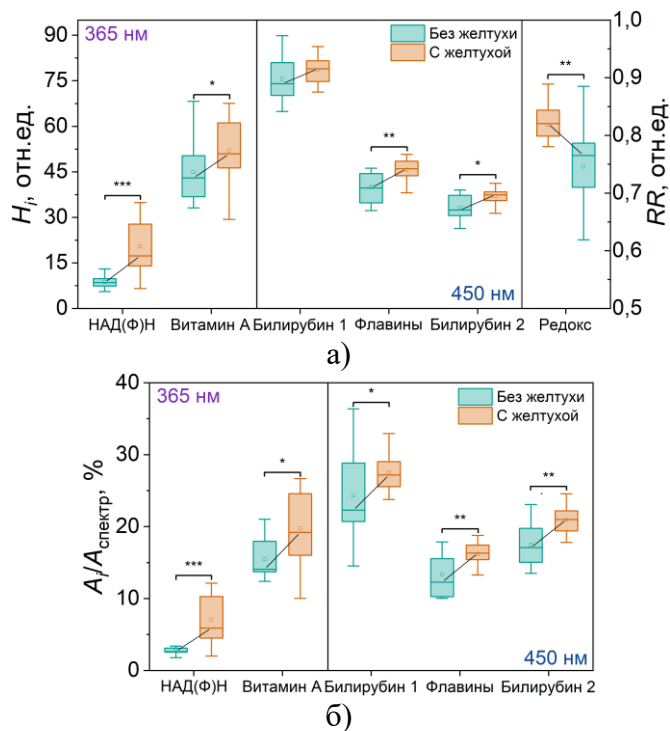 365 нм
Без желтухи
С желтухой
*
**
***
**
*
450 нм
90
75
60
45
30
15
0
H_i, отн.ед.
1,0
0,9
0,8
0,7
0,6
0,5
RR, отн.ед.
НАД(Ф)Н Витамин А Билирубин 1 Флавины Билирубин 2 Редокс
а)
365 нм
Без желтухи
С желтухой
*
*
**
**
***
450 нм
40
30
20
10
0
A_i/A_спектр, %
НАД(Ф)Н Витамин А Билирубин 1 Флавины Билирубин 2
б)